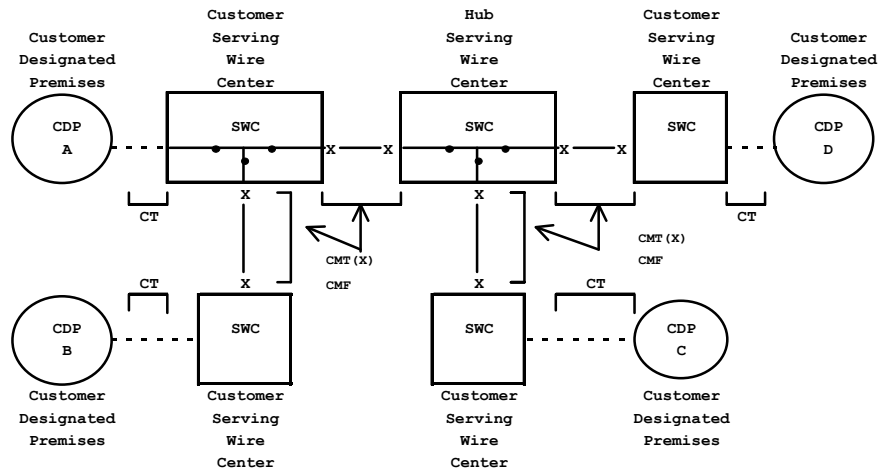 Customer
Serving
Wire
Center
Hub
Serving
Wire
Center
Customer
Serving
Wire
Center
Customer
Designated
Premises
Customer
Designated
Premises
CDP
A
SWC
X
X
SWC
X
X
SWC
CDP
D
CT
X
X
CT
CMT(X)
CMF
CMT(X)
CMF
CT
X
X
CT
CDP
B
SWC
SWC
CDP
C
Customer
Designated
Premises
Customer
Serving
Wire
Center
Customer
Serving
Wire
Center
Customer
Designated
Premises